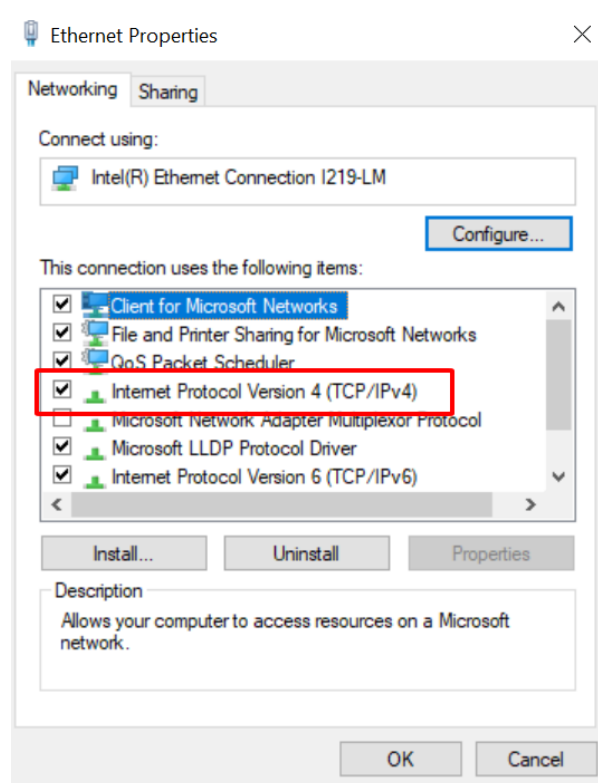 Ethernet Properties
Networking
Sharing
Connect using:
Intel(R) Ethernet Connection I219-LM
Configure...
This connection uses the following items:
Client for Microsoft Networks
File and Printer Sharing for Microsoft Networks
QoS Packet Scheduler
Internet Protocol Version 4 (TCP/IPv4)
Microsoft Network Adapter Multiplexor Protocol
Microsoft LLDP Protocol Driver
Internet Protocol Version 6 (TCP/IPv6)
Install...
Uninstall
Properties
Description
Allows your computer to access resources on a Microsoft
network.
OK
Cancel